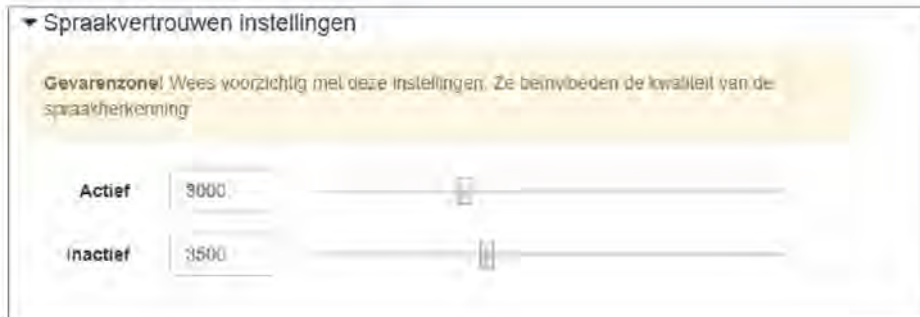 Spraakvertrouwen instellingen
Gevarenzone! Wees voorzichtig met deze instellingen. Ze beïnvloeden de kwaliteit van de
spraakherkenning
Actief 3000
Inactief 3500